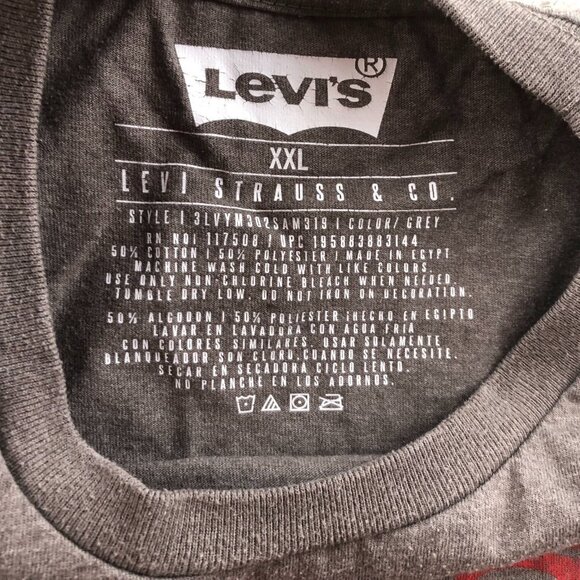 Levi's ®
XXL
LEVI STRAUSS & CO.
STYLE | 3LVYM302SAM319 | COLOR/ GREY
RN NO: 117508 / UPC 195883883144
50% COTTON | 50% POLYESTER | MADE IN EGYPT
MACHINE WASH COLD WITH LIKE COLORS.
USE ONLY NON-CHLORINE BLEACH WHEN NEEDED.
TUMBLE DRY LOW. DO NOT IRON ON DECORATION.
50% ALGODON | 50% POLIESTER |HECHO EN EGIPTO
LAVAR EN LAVADORA CON AGUA FRIA
CON COLORES SIMILARES. USAR SOLAMENTE
BLANQUEADOR SON CLORO.CUANDO SE NECESITE.
SECAR EN SECADORA CICLO LENTO.
NO PLANCHE EN LOS ADORNOS.